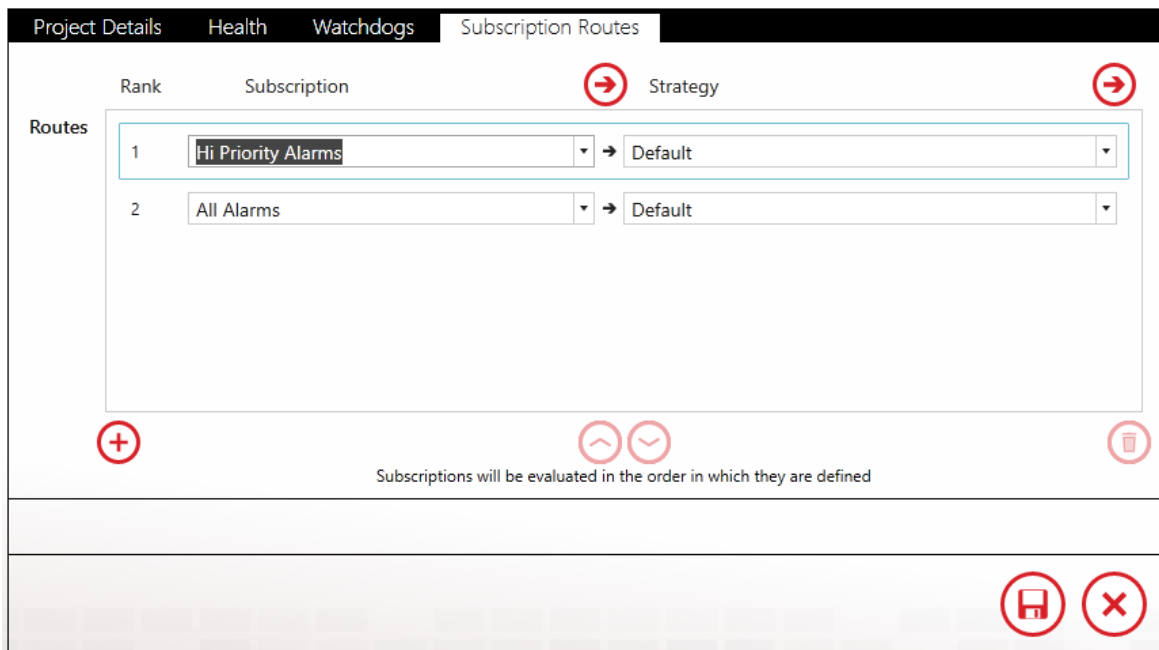 Project Details Health Watchdogs Subscription Routes
Rank Subscription Strategy
Routes
1 Hi Priority Alarms Default
2 All Alarms Default
Subscriptions will be evaluated in the order in which they are defined